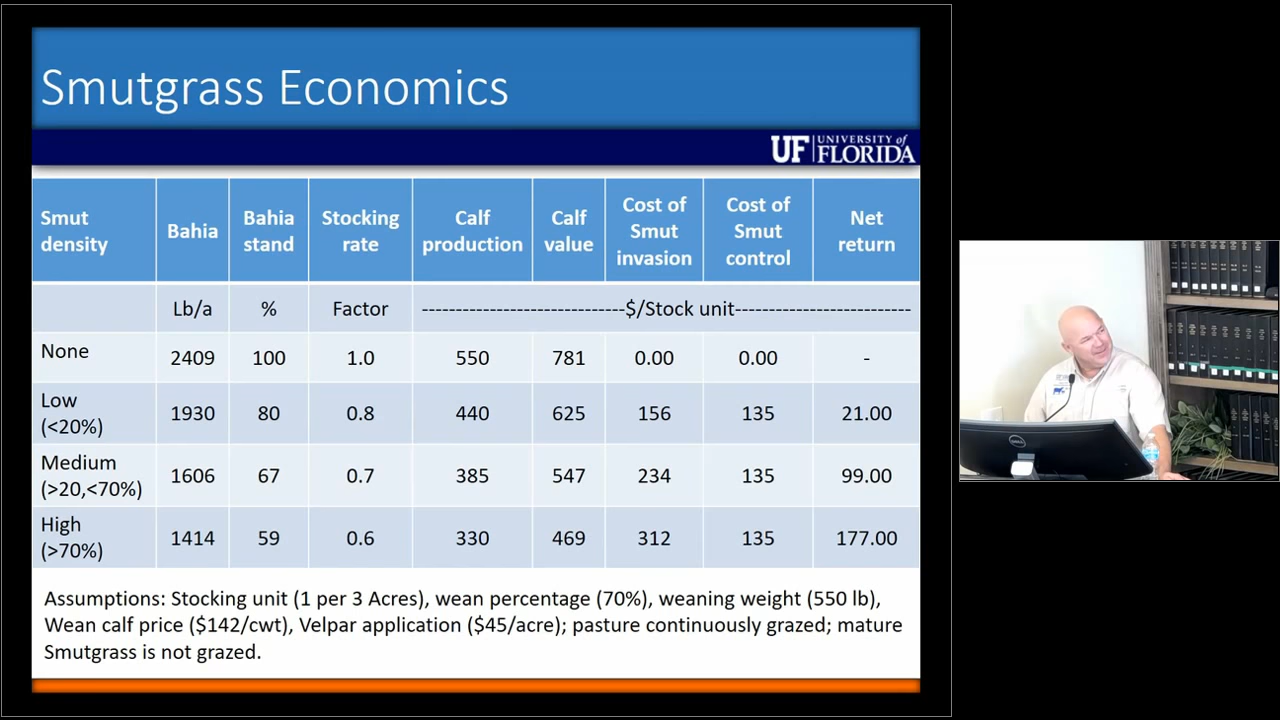 Smutgrass Economics
UF UNIVERSITY of FLORIDA
Smut density Bahia Bahia stand Stocking rate Calf production Calf value Cost of Smut invasion Cost of Smut control Net return
Lb/a % Factor -----------------------------$/Stock unit--------------------------
None 2409 100 1.0 550 781 0.00 0.00 -
Low (<20%) 1930 80 0.8 440 625 156 135 21.00
Medium (>20,<70%) 1606 67 0.7 385 547 234 135 99.00
High (>70%) 1414 59 0.6 330 469 312 135 177.00
Assumptions: Stocking unit (1 per 3 Acres), wean percentage (70%), weaning weight (550 lb),
Wean calf price ($142/cwt), Velpar application ($45/acre); pasture continuously grazed; mature
Smutgrass is not grazed.
DELL